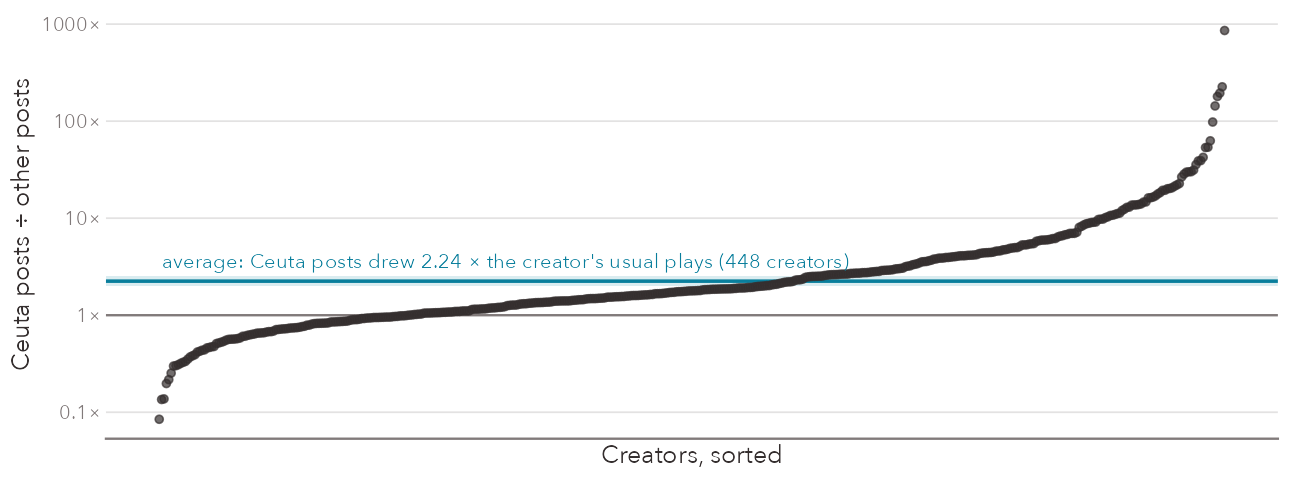 1000×
100×
10×
1×
0.1×
Ceuta posts ÷ other posts
average: Ceuta posts drew 2.24 × the creator's usual plays (448 creators)
Creators, sorted